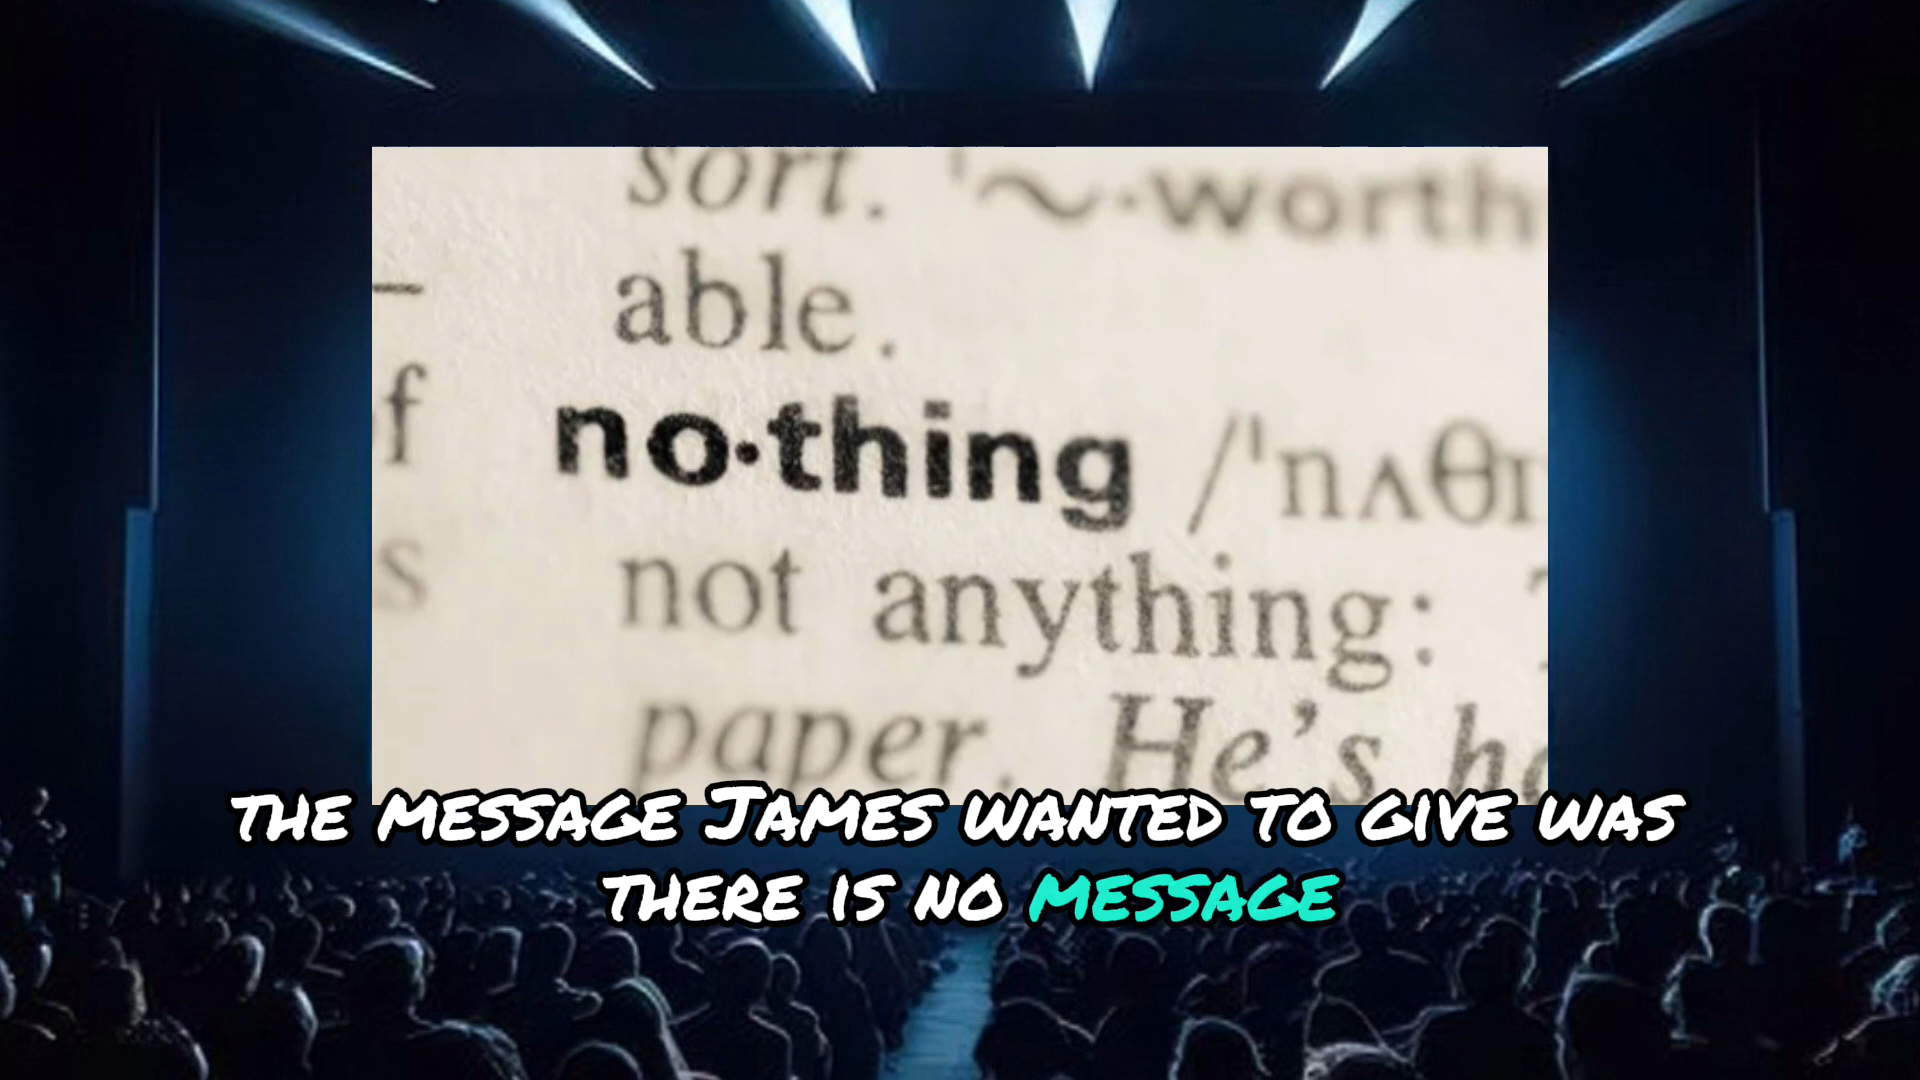 sort. '~·worth
able.
f no·thing /'nʌθɪ
s not anything:
paper. He's
THE MESSAGE JAMES WANTED TO GIVE WAS
THERE IS NO MESSAGE